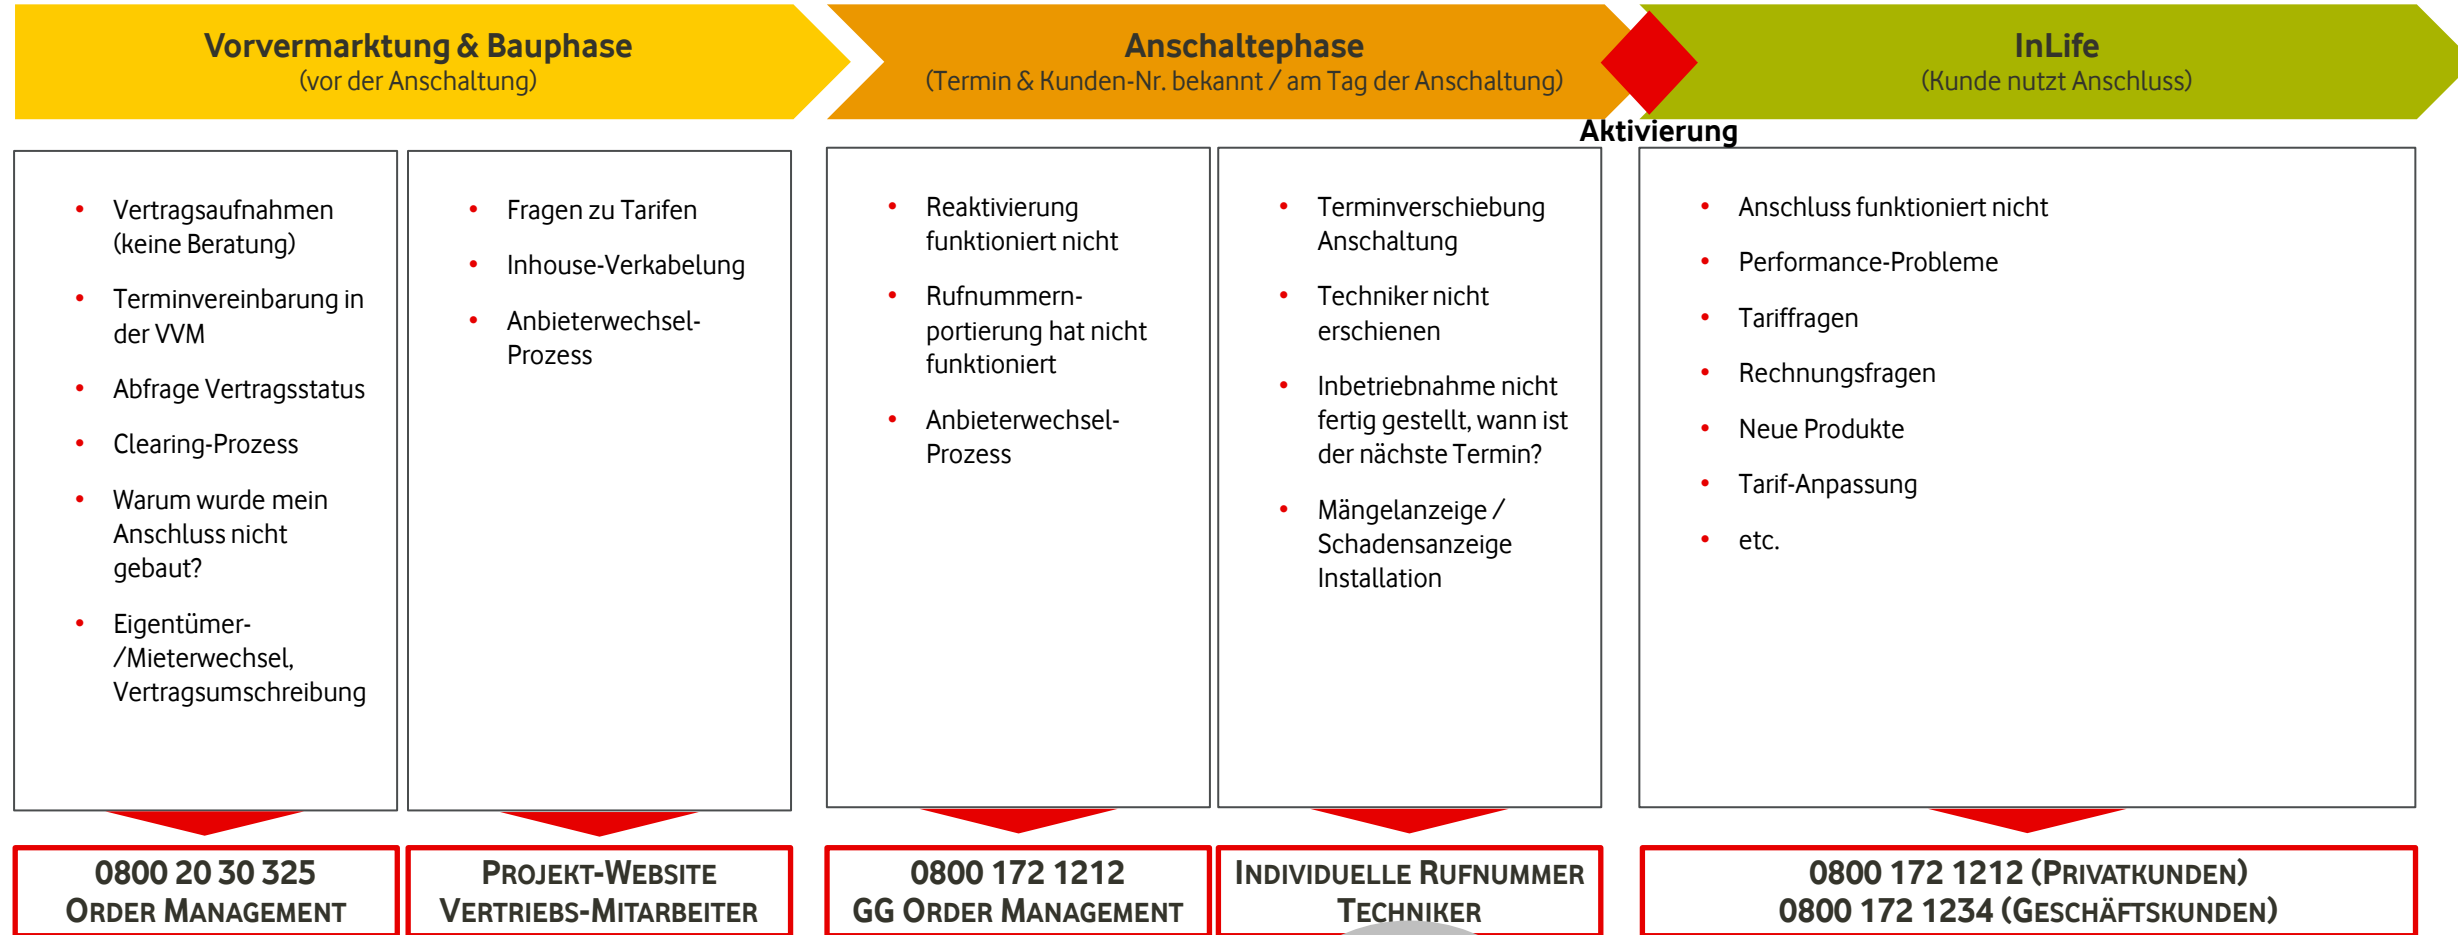 Vorvermarktung & Bauphase
(vor der Anschaltung)
Anschaltephase
(Termin & Kunden-Nr. bekannt / am Tag der Anschaltung)
InLife
(Kunde nutzt Anschluss)
Aktivierung
• Vertragsaufnahmen
(keine Beratung)
• Terminvereinbarung in
der VVM
• Abfrage Vertragsstatus
• Clearing-Prozess
• Warum wurde mein
Anschluss nicht
gebaut?
• Eigentümer-
/Mieterwechsel,
Vertragsumschreibung
• Fragen zu Tarifen
• Inhouse-Verkabelung
• Anbieterwechsel-
Prozess
• Reaktivierung
funktioniert nicht
• Rufnummern-
portierung hat nicht
funktioniert
• Anbieterwechsel-
Prozess
• Terminverschiebung
Anschaltung
• Techniker nicht
erschienen
• Inbetriebnahme nicht
fertig gestellt, wann ist
der nächste Termin?
• Mängelanzeige /
Schadensanzeige
Installation
• Anschluss funktioniert nicht
• Performance-Probleme
• Tariffragen
• Rechnungsfragen
• Neue Produkte
• Tarif-Anpassung
• etc.
0800 20 30 325
ORDER MANAGEMENT
PROJEKT-WEBSITE
VERTRIEBS-MITARBEITER
0800 172 1212
GG ORDER MANAGEMENT
INDIVIDUELLE RUFNUMMER
TECHNIKER
0800 172 1212 (PRIVATKUNDEN)
0800 172 1234 (GESCHÄFTSKUNDEN)